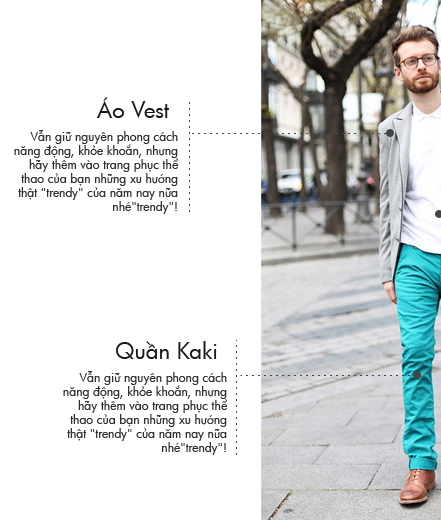 Áo Vest
Vẫn giữ nguyên phong cách
năng động, khỏe khoắn, nhưng
hãy thêm vào trang phục thể
thao của bạn những xu hướng
thật "trendy" của năm nay nữa
nhé"trendy"!
Quần Kaki
Vẫn giữ nguyên phong cách
năng động, khỏe khoắn, nhưng
hãy thêm vào trang phục thể
thao của bạn những xu hướng
thật "trendy" của năm nay nữa
nhé"trendy"!